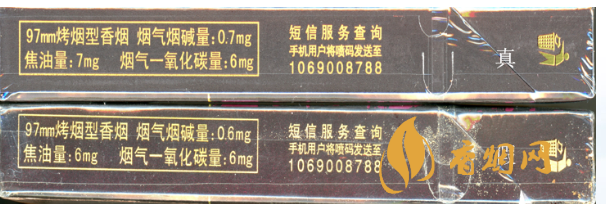 97mm烤烟型香烟 烟气烟碱量:0.7mg
焦油量:7mg 烟气一氧化碳量:6mg
短信服务查询
手机用户将喷码发送至
1069008788
真
97mm烤烟型香烟 烟气烟碱量:0.6mg
焦油量:6mg 烟气一氧化碳量:6mg
短信服务查询
手机用户将喷码发送至
1069008788
香烟网